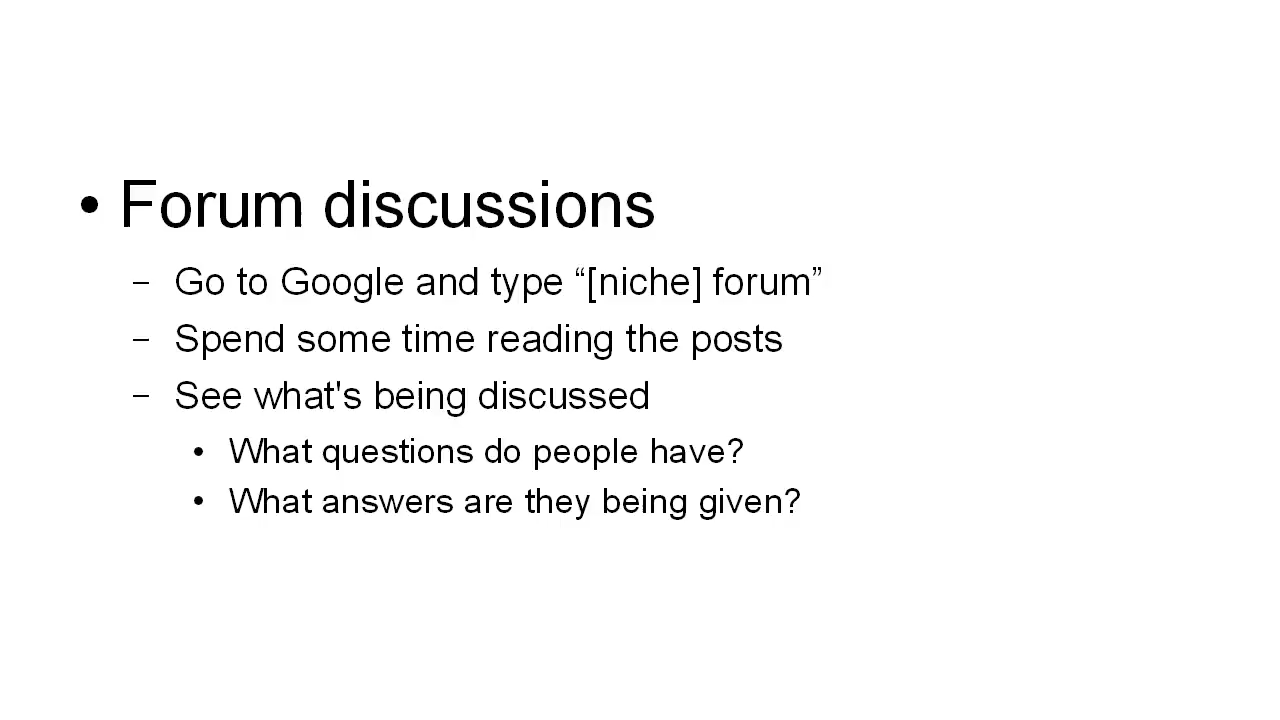 • Forum discussions
– Go to Google and type “[niche] forum”
– Spend some time reading the posts
– See what's being discussed
• What questions do people have?
• What answers are they being given?